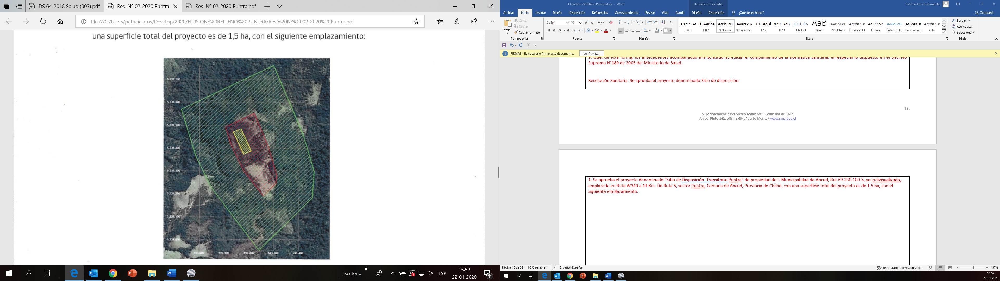 DS 64-2018 Salud (002).pdf
Res. Nº 02-2020 Puntra
Res. Nº 02-2020 Puntra.pdf
file:///C:/Users/patricia.aros/Desktop/2020/ELUSION%20RELLENO%20PUNTRA/Res.%20Nº%2002-2020%20Puntra.pdf
una superficie total del proyecto es de 1,5 ha, con el siguiente emplazamiento:
5.339.700
5.339.600
5.339.500
5.339.400
5.339.300
5.339.200
5.339.100
5.339.000
593.000 593.100 593.200 593.300 593.400
Escritorio
ESP
15:52
22-01-2020
11
IFA Relleno Sanitario Puntra.docx - Word
Herramientas de tabla
Patricia Aros Bustamante
Archivo Inicio Insertar Diseño Disposición Referencias Correspondencia Revisar Vista Ayuda Diseño Disposición ¿Qué desea hacer? Compartir
Pegar
Cortar
Copiar
Copiar formato
Portapapeles
Calibri 10
N K S abc x₂ x²
Fuente
Párrafo
1.1.1.1 Aa 1 AaBbC AaBbCcDc AaBbCcDc 1.1 AaBl 1.1.1 AaB 1.1.1 Aa AaB AaBbCcC AaBbCcDc AaBbCcDc AaBbCcDc AaBbCcDc AaBbCcDc
IFA 4 ¶ IFA1 ¶ Normal ¶ Sin espa... IFA2 IFA3 Título 3 Título Subtítulo Énfasis sutil Énfasis Énfasis int... Texto en n... Cita
Estilos
Buscar
Reemplazar
Seleccionar
Edición
FIRMAS Es necesario firmar este documento. Ver firmas...
9. Que, de esta forma, los antecedentes acompañados a la solicitud acreditan el cumplimiento de la normativa sanitaria, en especial lo dispuesto en el Decreto
Supremo N°189 de 2005 del Ministerio de Salud.
Resolución Sanitaria: Se aprueba el proyecto denominado Sitio de disposición
16
Superintendencia del Medio Ambiente – Gobierno de Chile
Aníbal Pinto 142, oficina 604, Puerto Montt / www.sma.gob.cl
1. Se aprueba el proyecto denominado “Sitio de Disposición Transitorio Puntra” de propiedad de I. Municipalidad de Ancud, Rut 69.230.100-5, ya indivisualizado,
emplazado en Ruta W340 a 14 Km. De Ruta 5, sector Puntra, Comuna de Ancud, Provincia de Chiloé, con una superficie total del proyecto es de 1,5 ha, con el
siguiente emplazamiento.
Página 18 de 32 8596 palabras Español (España) Configuración de visualización 137%
15:52
22-01-2020